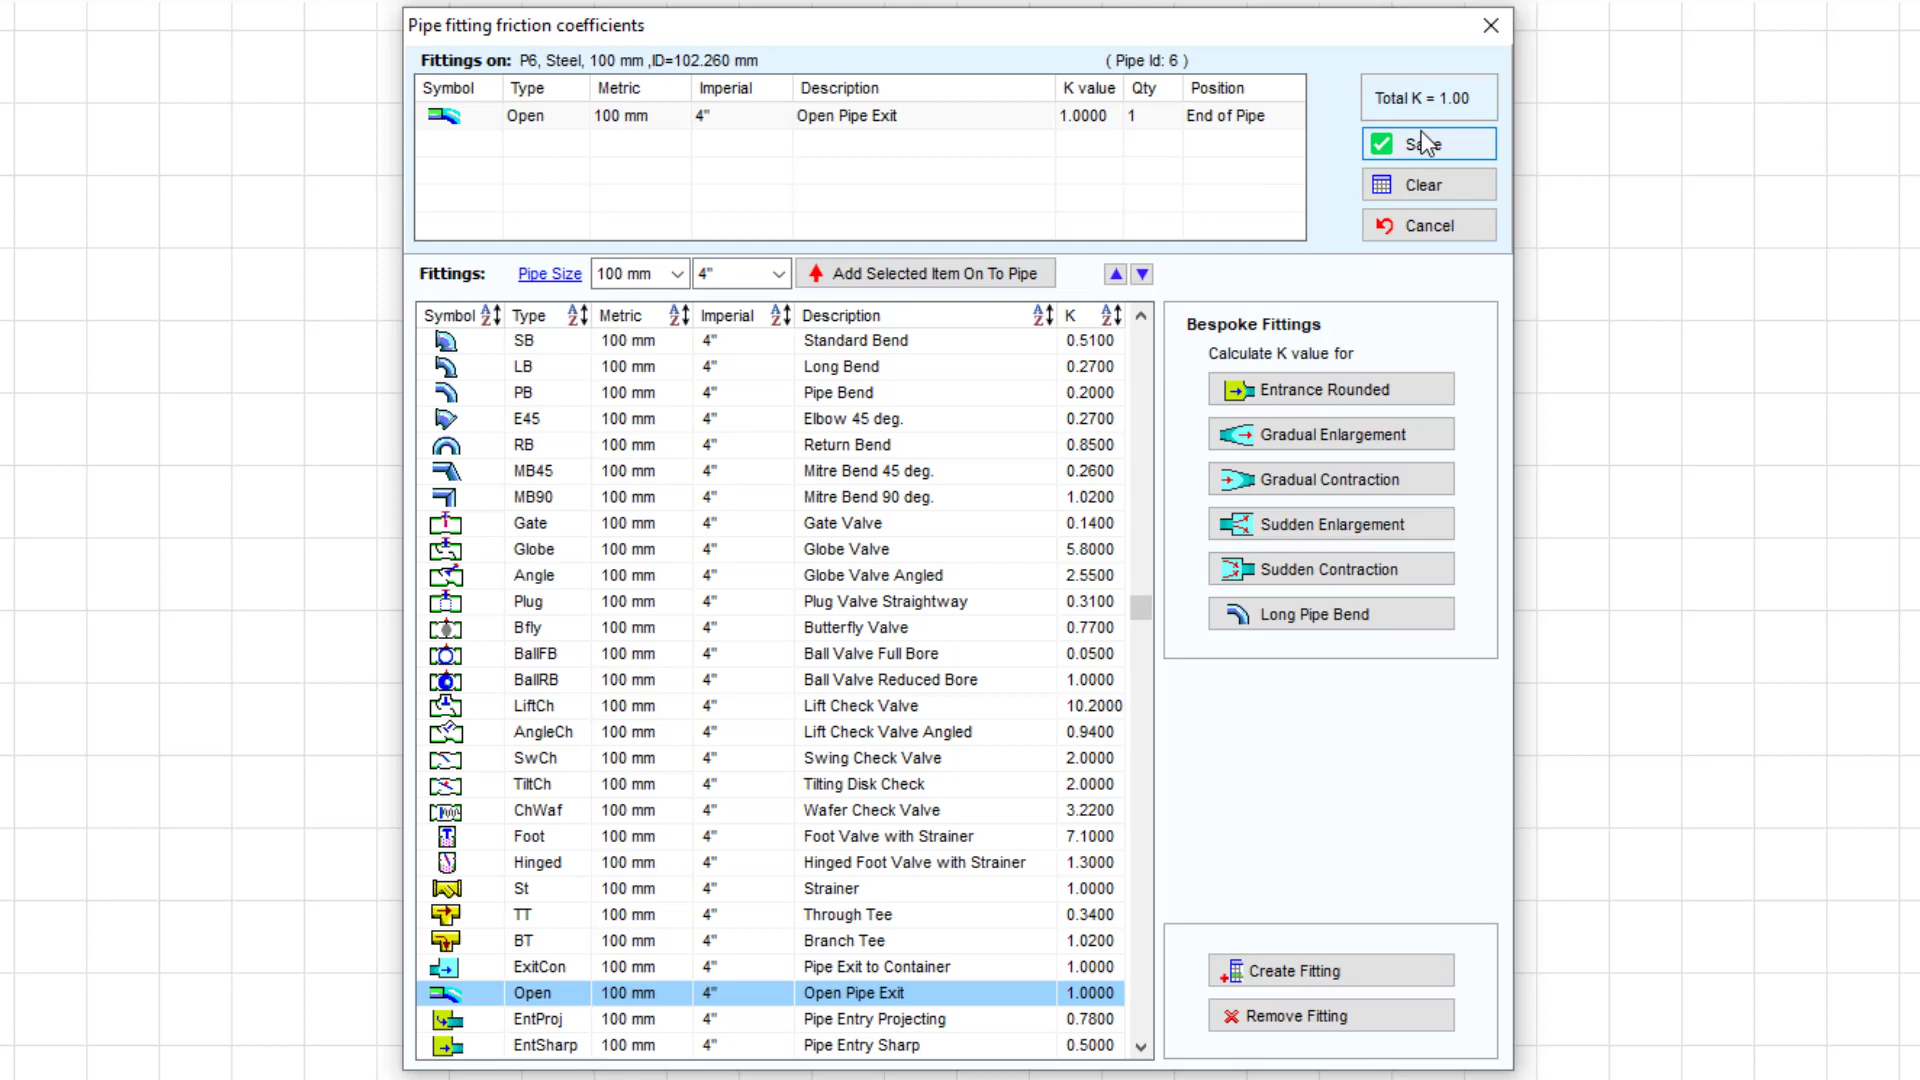 Pipe fitting friction coefficients
Fittings on: P6, Steel, 100 mm ,ID=102.260 mm ( Pipe Id: 6 )
Symbol Type Metric Imperial Description K value Qty Position
Open 100 mm 4" Open Pipe Exit 1.0000 1 End of Pipe
Total K = 1.00
Clear
Cancel
Fittings: Pipe Size 100 mm 4" Add Selected Item On To Pipe
Symbol Type Metric Imperial Description K
SB 100 mm 4" Standard Bend 0.5100
LB 100 mm 4" Long Bend 0.2700
PB 100 mm 4" Pipe Bend 0.2000
E45 100 mm 4" Elbow 45 deg. 0.2700
RB 100 mm 4" Return Bend 0.8500
MB45 100 mm 4" Mitre Bend 45 deg. 0.2600
MB90 100 mm 4" Mitre Bend 90 deg. 1.0200
Gate 100 mm 4" Gate Valve 0.1400
Globe 100 mm 4" Globe Valve 5.8000
Angle 100 mm 4" Globe Valve Angled 2.5500
Plug 100 mm 4" Plug Valve Straightway 0.3100
Bfly 100 mm 4" Butterfly Valve 0.7700
BallFB 100 mm 4" Ball Valve Full Bore 0.0500
BallRB 100 mm 4" Ball Valve Reduced Bore 1.0000
LiftCh 100 mm 4" Lift Check Valve 10.2000
AngleCh 100 mm 4" Lift Check Valve Angled 0.9400
SwCh 100 mm 4" Swing Check Valve 2.0000
TiltCh 100 mm 4" Tilting Disk Check 2.0000
ChWaf 100 mm 4" Wafer Check Valve 3.2200
Foot 100 mm 4" Foot Valve with Strainer 7.1000
Hinged 100 mm 4" Hinged Foot Valve with Strainer 1.3000
St 100 mm 4" Strainer 1.0000
TT 100 mm 4" Through Tee 0.3400
BT 100 mm 4" Branch Tee 1.0200
ExitCon 100 mm 4" Pipe Exit to Container 1.0000
Open 100 mm 4" Open Pipe Exit 1.0000
EntProj 100 mm 4" Pipe Entry Projecting 0.7800
EntSharp 100 mm 4" Pipe Entry Sharp 0.5000
Bespoke Fittings
Calculate K value for
Entrance Rounded
Gradual Enlargement
Gradual Contraction
Sudden Enlargement
Sudden Contraction
Long Pipe Bend
Create Fitting
Remove Fitting